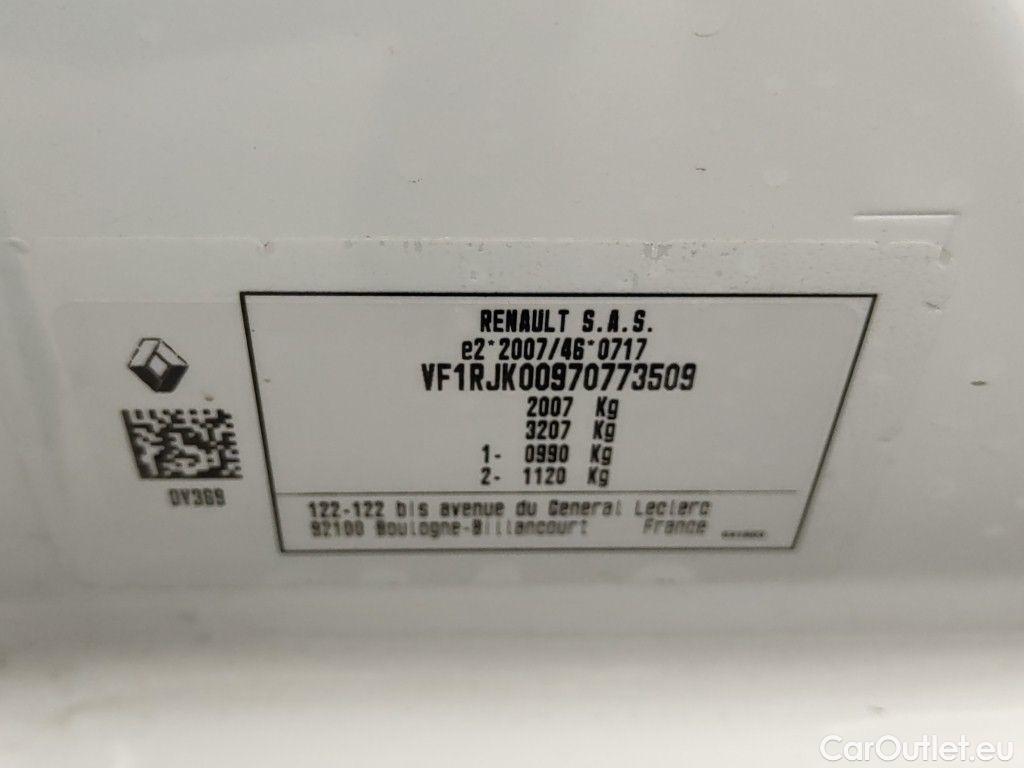 RENAULT S.A.S.
e2*2007/46*0717
VF1RJK00970773509
2007 Kg
3207 Kg
1- 0990 Kg
2- 1120 Kg
DV369
122-122 bis avenue du General Leclerc
92100 Boulogne-Billancourt France
CarOutlet.eu